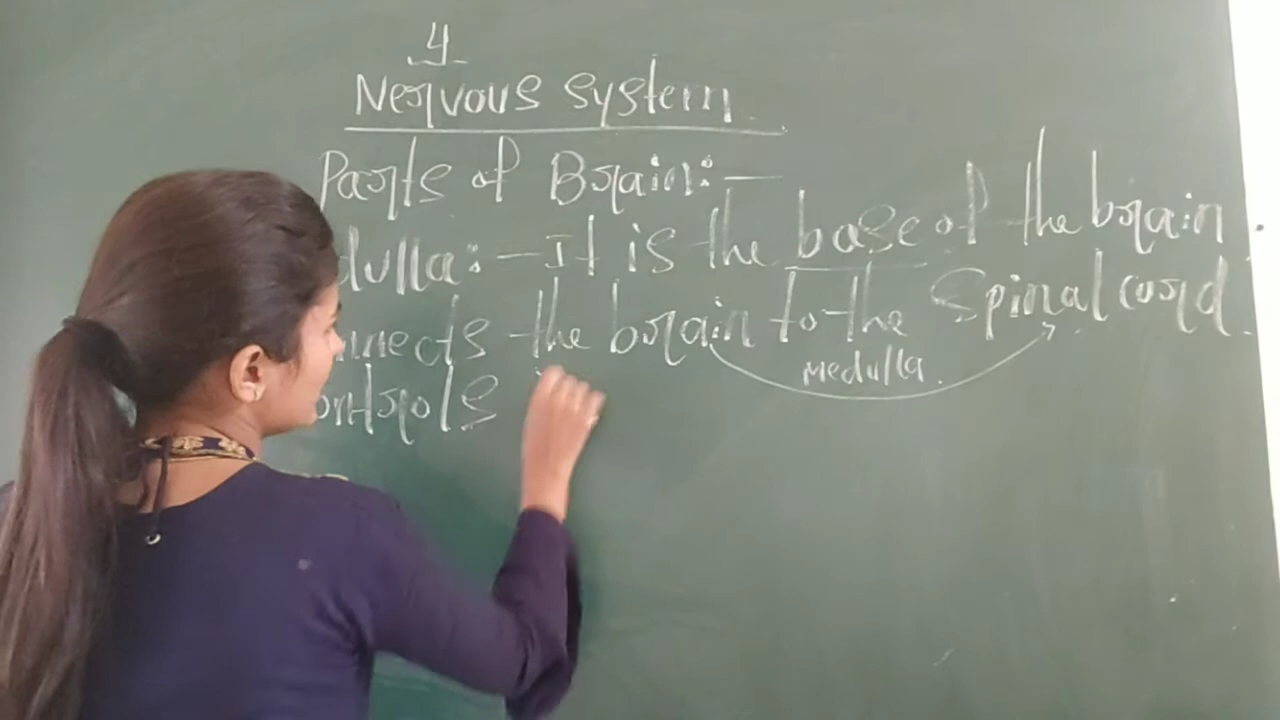 4
Nervous system
Parts of Brain:-
dulla:- It is the base of the brain.
nnects the brain to the Spinal cord.
Medulla.
ontrols